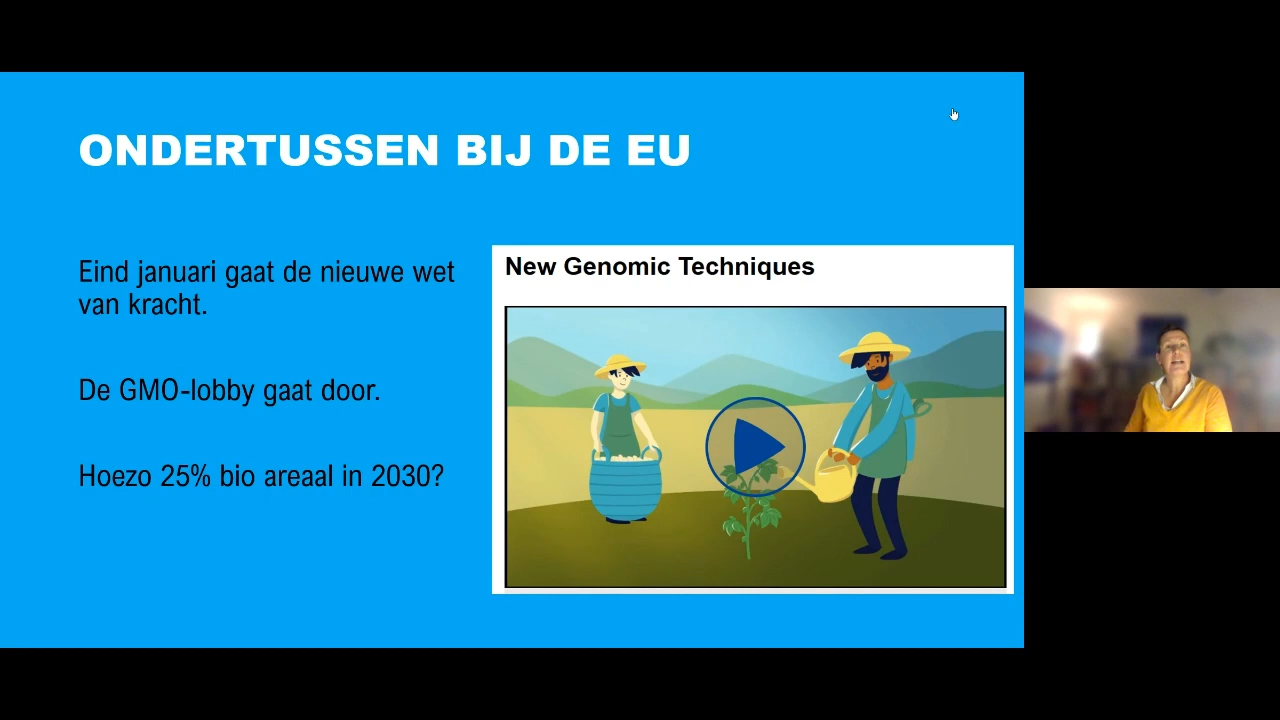 ONDERTUSSEN BIJ DE EU
Eind januari gaat de nieuwe wet
van kracht.
De GMO-lobby gaat door.
Hoezo 25% bio areaal in 2030?
New Genomic Techniques